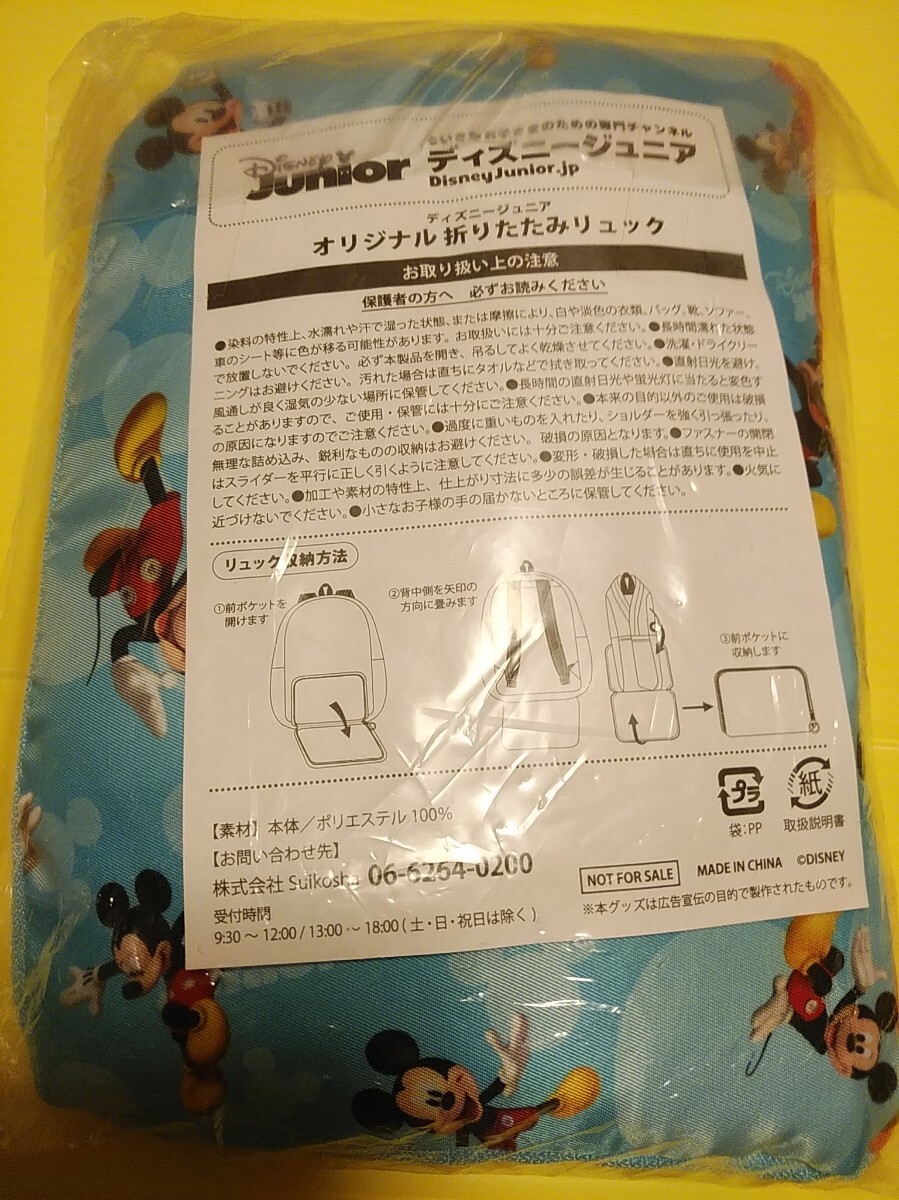 Disney Junior
ちいさなお子さまのための専門チャンネル
ディズニージュニア
DisneyJunior.jp
ディズニージュニア
オリジナル 折りたたみリュック
お取り扱い上の注意
保護者の方へ 必ずお読みください
●染料の特性上、水濡れや汗で湿った状態、または摩擦により、白や淡色の衣類、バッグ、靴、ソファー、
車のシート等に色が移る可能性があります。お取扱いには十分ご注意ください。●長時間濡れた状態
で放置しないでください。必ず本製品を開き、吊るしてよく乾燥させてください。●洗濯・ドライクリー
ニングはお避けください。汚れた場合は直ちにタオルなどで拭き取ってください。●直射日光を避け、
風通しが良く湿気の少ない場所に保管してください。●長時間の直射日光や蛍光灯に当たると変色す
ることがありますので、ご使用・保管には十分にご注意ください。●本来の目的以外のご使用は破損
の原因になりますのでご注意ください。●過度に重いものを入れたり、ショルダーを強く引っ張ったり、
無理な詰め込み、鋭利なものの収納はお避けください。破損の原因となります。●ファスナーの開閉
はスライダーを平行に正しく引くように注意してください。●変形・破損した場合は直ちに使用を中止
してください。●加工や素材の特性上、仕上がり寸法に多少の誤差が生じることがあります。●火気に
近づけないでください。●小さなお子様の手の届かないところに保管してください。
リュック収納方法
①前ポケットを
開けます
②背中側を矢印の
方向に畳みます
③前ポケットに
収納します
【素材】本体/ポリエステル100%
【お問い合わせ先】
株式会社 Suikosha 06-6264-0200
受付時間
9:30～12:00/13:00～18:00(土・日・祝日は除く)
プラ
袋:PP
紙
取扱説明書
NOT FOR SALE
MADE IN CHINA ©DISNEY
※本グッズは広告宣伝の目的で製作されたものです。